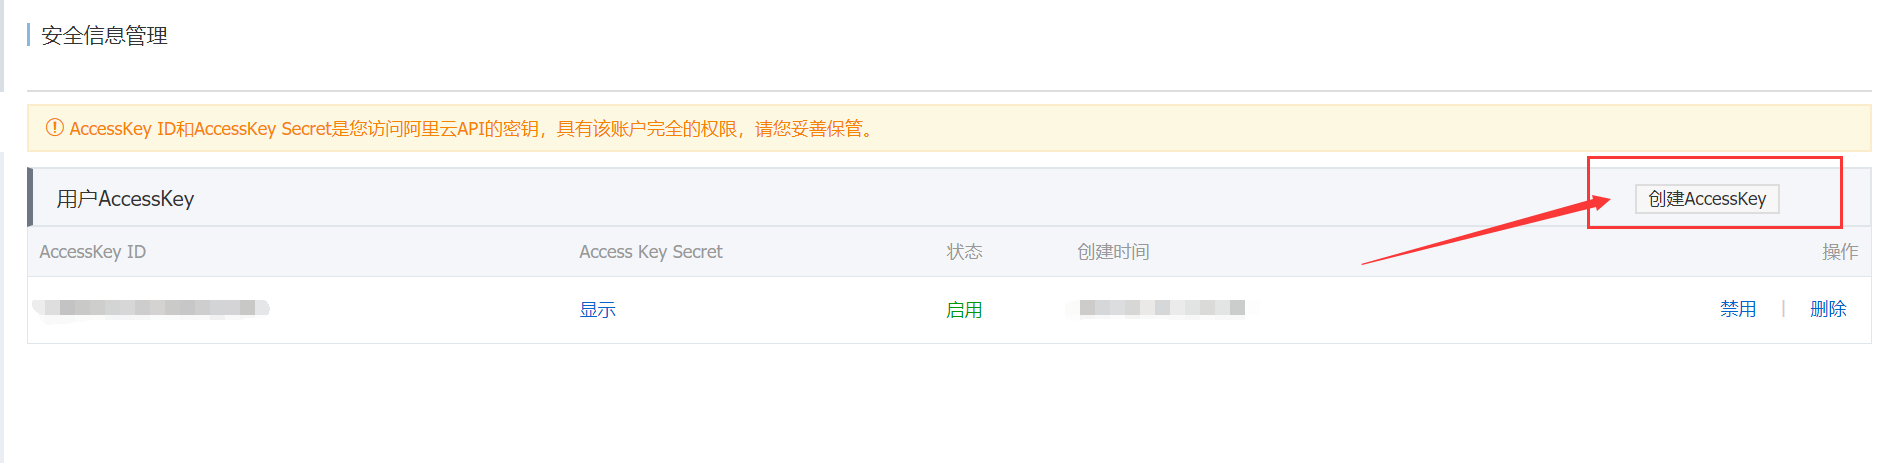 安全信息管理
AccessKey ID和AccessKey Secret是您访问阿里云API的密钥，具有该账户完全的权限，请您妥善保管。
用户AccessKey 创建AccessKey
AccessKey ID Access Key Secret 状态 创建时间 操作
显示 启用 禁用 | 删除